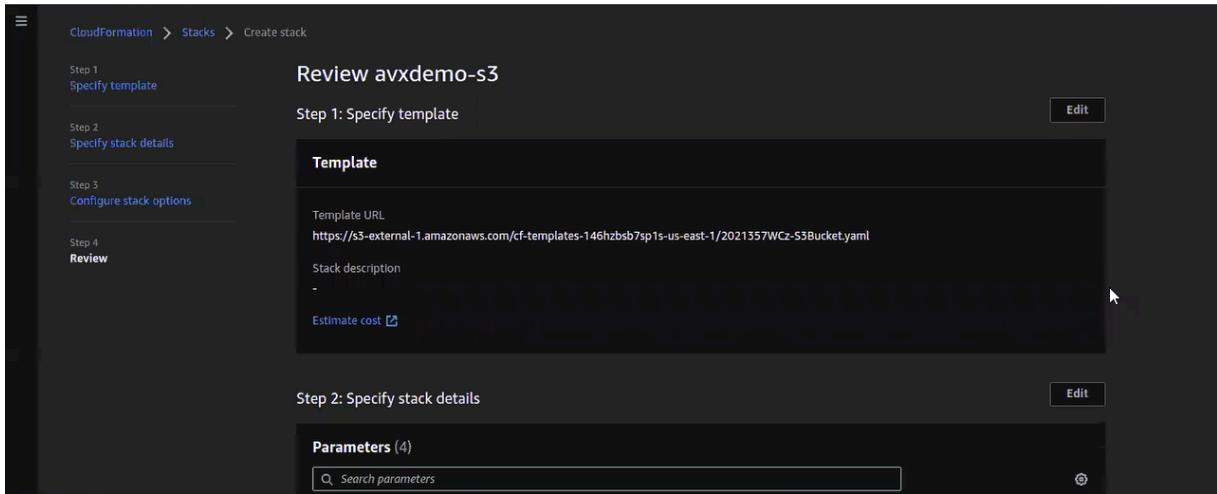 CloudFormation > Stacks > Create stack
Step 1
Specify template
Step 2
Specify stack details
Step 3
Configure stack options
Step 4
Review
Review avxdemo-s3
Step 1: Specify template
Edit
Template
Template URL
https://s3-external-1.amazonaws.com/cf-templates-146hzbsb7sp1s-us-east-1/2021357WCz-S3Bucket.yaml
Stack description
-
Estimate cost
Step 2: Specify stack details
Edit
Parameters (4)
Search parameters